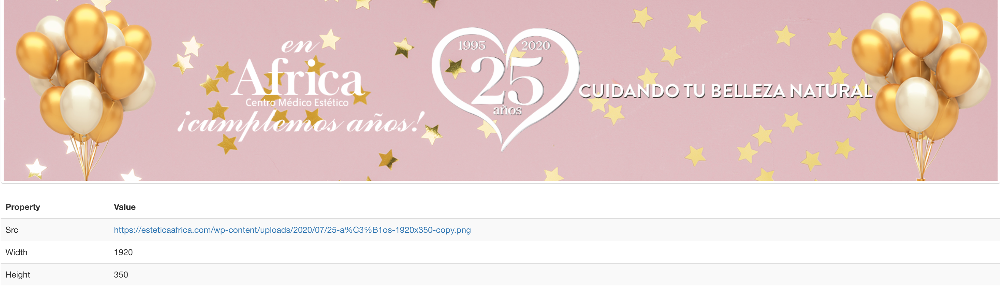 en
Africa
Centro Médico Estético
¡cumplemos años!
1995 2020
25
años
CUIDANDO TU BELLEZA NATURAL
Property Value
Src https://esteticaafrica.com/wp-content/uploads/2020/07/25-a%C3%B1os-1920x350-copy.png
Width 1920
Height 350